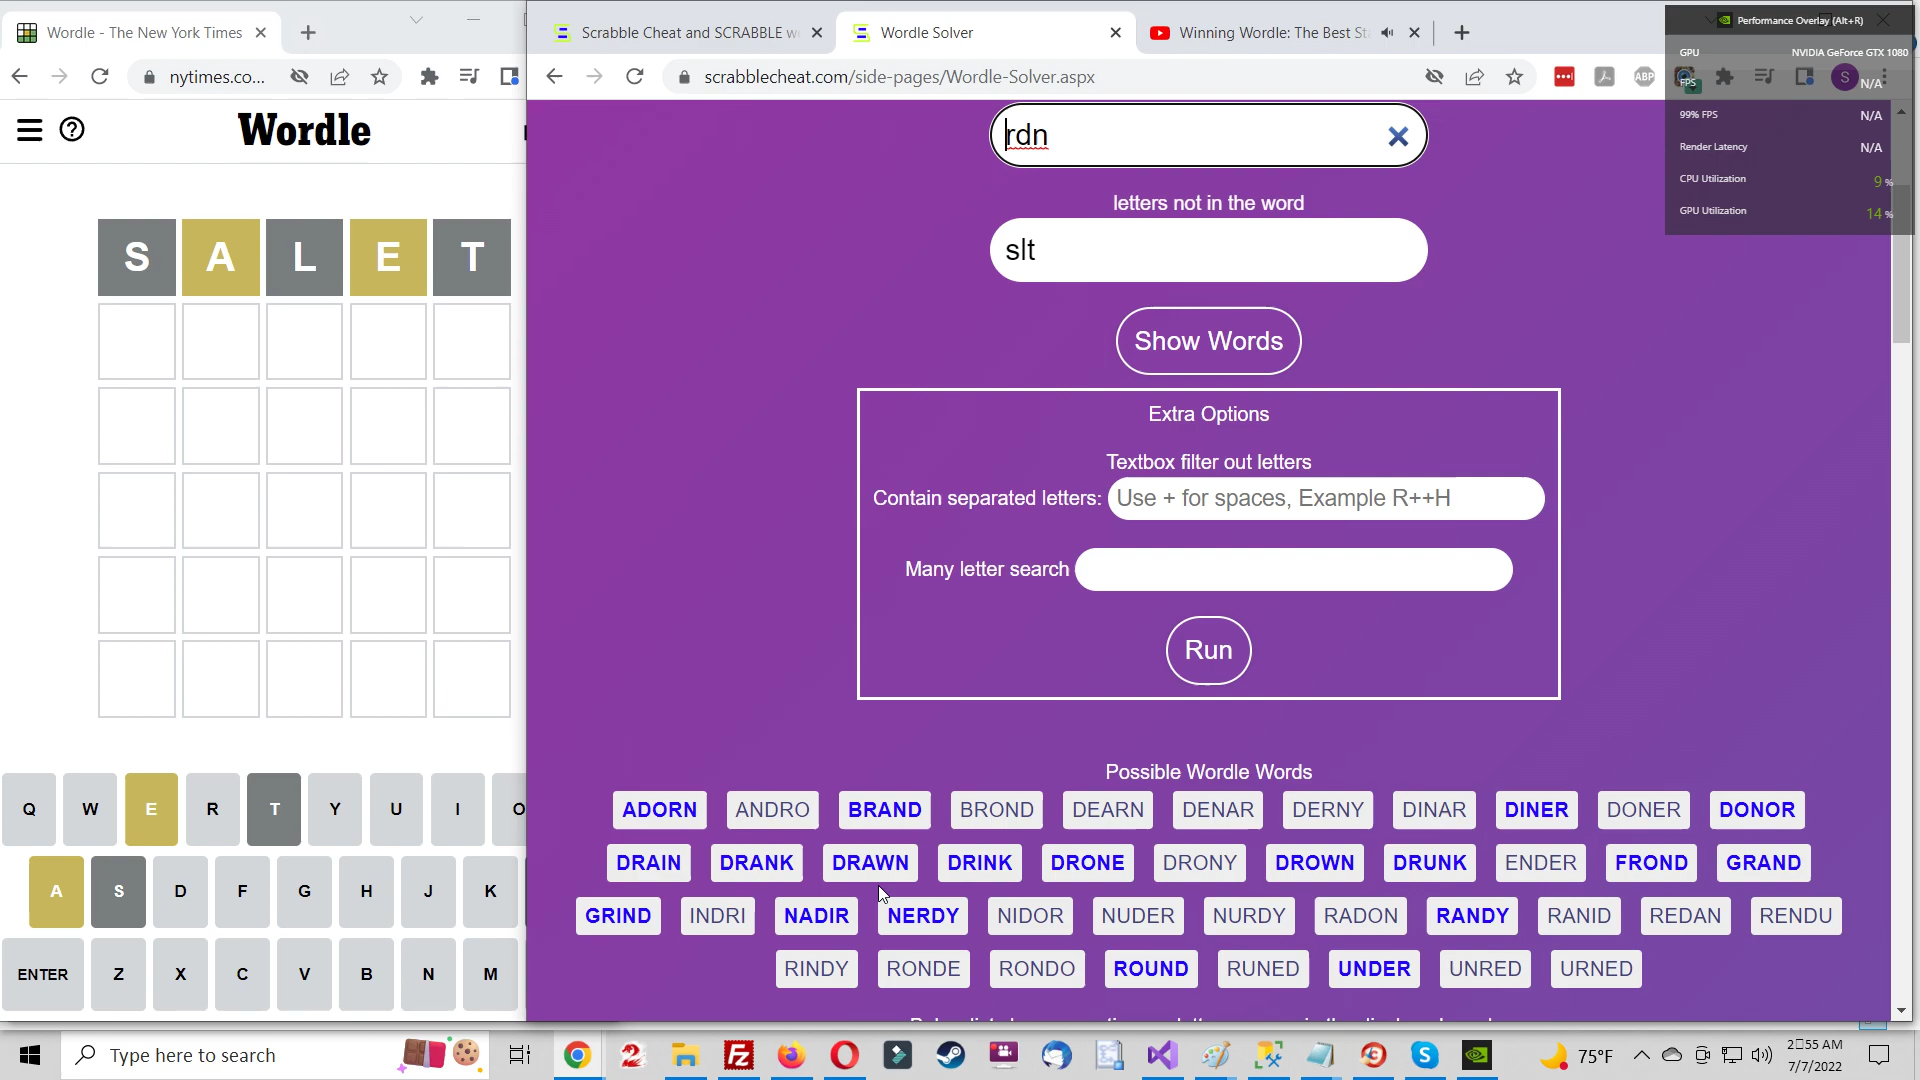 Wordle - The New York Times
nytimes.co...
Wordle
S A L E T
Q W E R T Y U I O
A S D F G H J K
ENTER Z X C V B N M
Scrabble Cheat and SCRABBLE w
Wordle Solver
Winning Wordle: The Best St
scrabblecheat.com/side-pages/Wordle-Solver.aspx
ABP
S
Performance Overlay (Alt+R)
GPU NVIDIA GeForce GTX 1080
FPS N/A
99% FPS N/A
Render Latency N/A
CPU Utilization 9 %
GPU Utilization 14 %
rdn
letters not in the word
slt
Show Words
Extra Options
Textbox filter out letters
Contain separated letters: Use + for spaces, Example R++H
Many letter search
Run
Possible Wordle Words
ADORN ANDRO BRAND BROND DEARN DENAR DERNY DINAR DINER DONER DONOR
DRAIN DRANK DRAWN DRINK DRONE DRONY DROWN DRUNK ENDER FROND GRAND
GRIND INDRI NADIR NERDY NIDOR NUDER NURDY RADON RANDY RANID REDAN RENDU
RINDY RONDE RONDO ROUND RUNED UNDER UNRED URNED
Type here to search
75°F
2:55 AM
7/7/2022